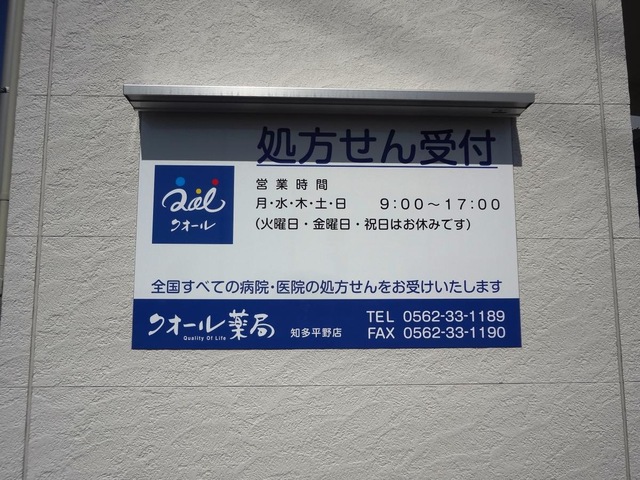 処方せん受付
営業時間
月・水・木・土・日 9:00～17:00
(火曜日・金曜日・祝日はお休みです)
Qol
クオール
全国すべての病院・医院の処方せんをお受けいたします
クオール薬局 知多平野店
Quality Of Life
TEL 0562-33-1189
FAX 0562-33-1190